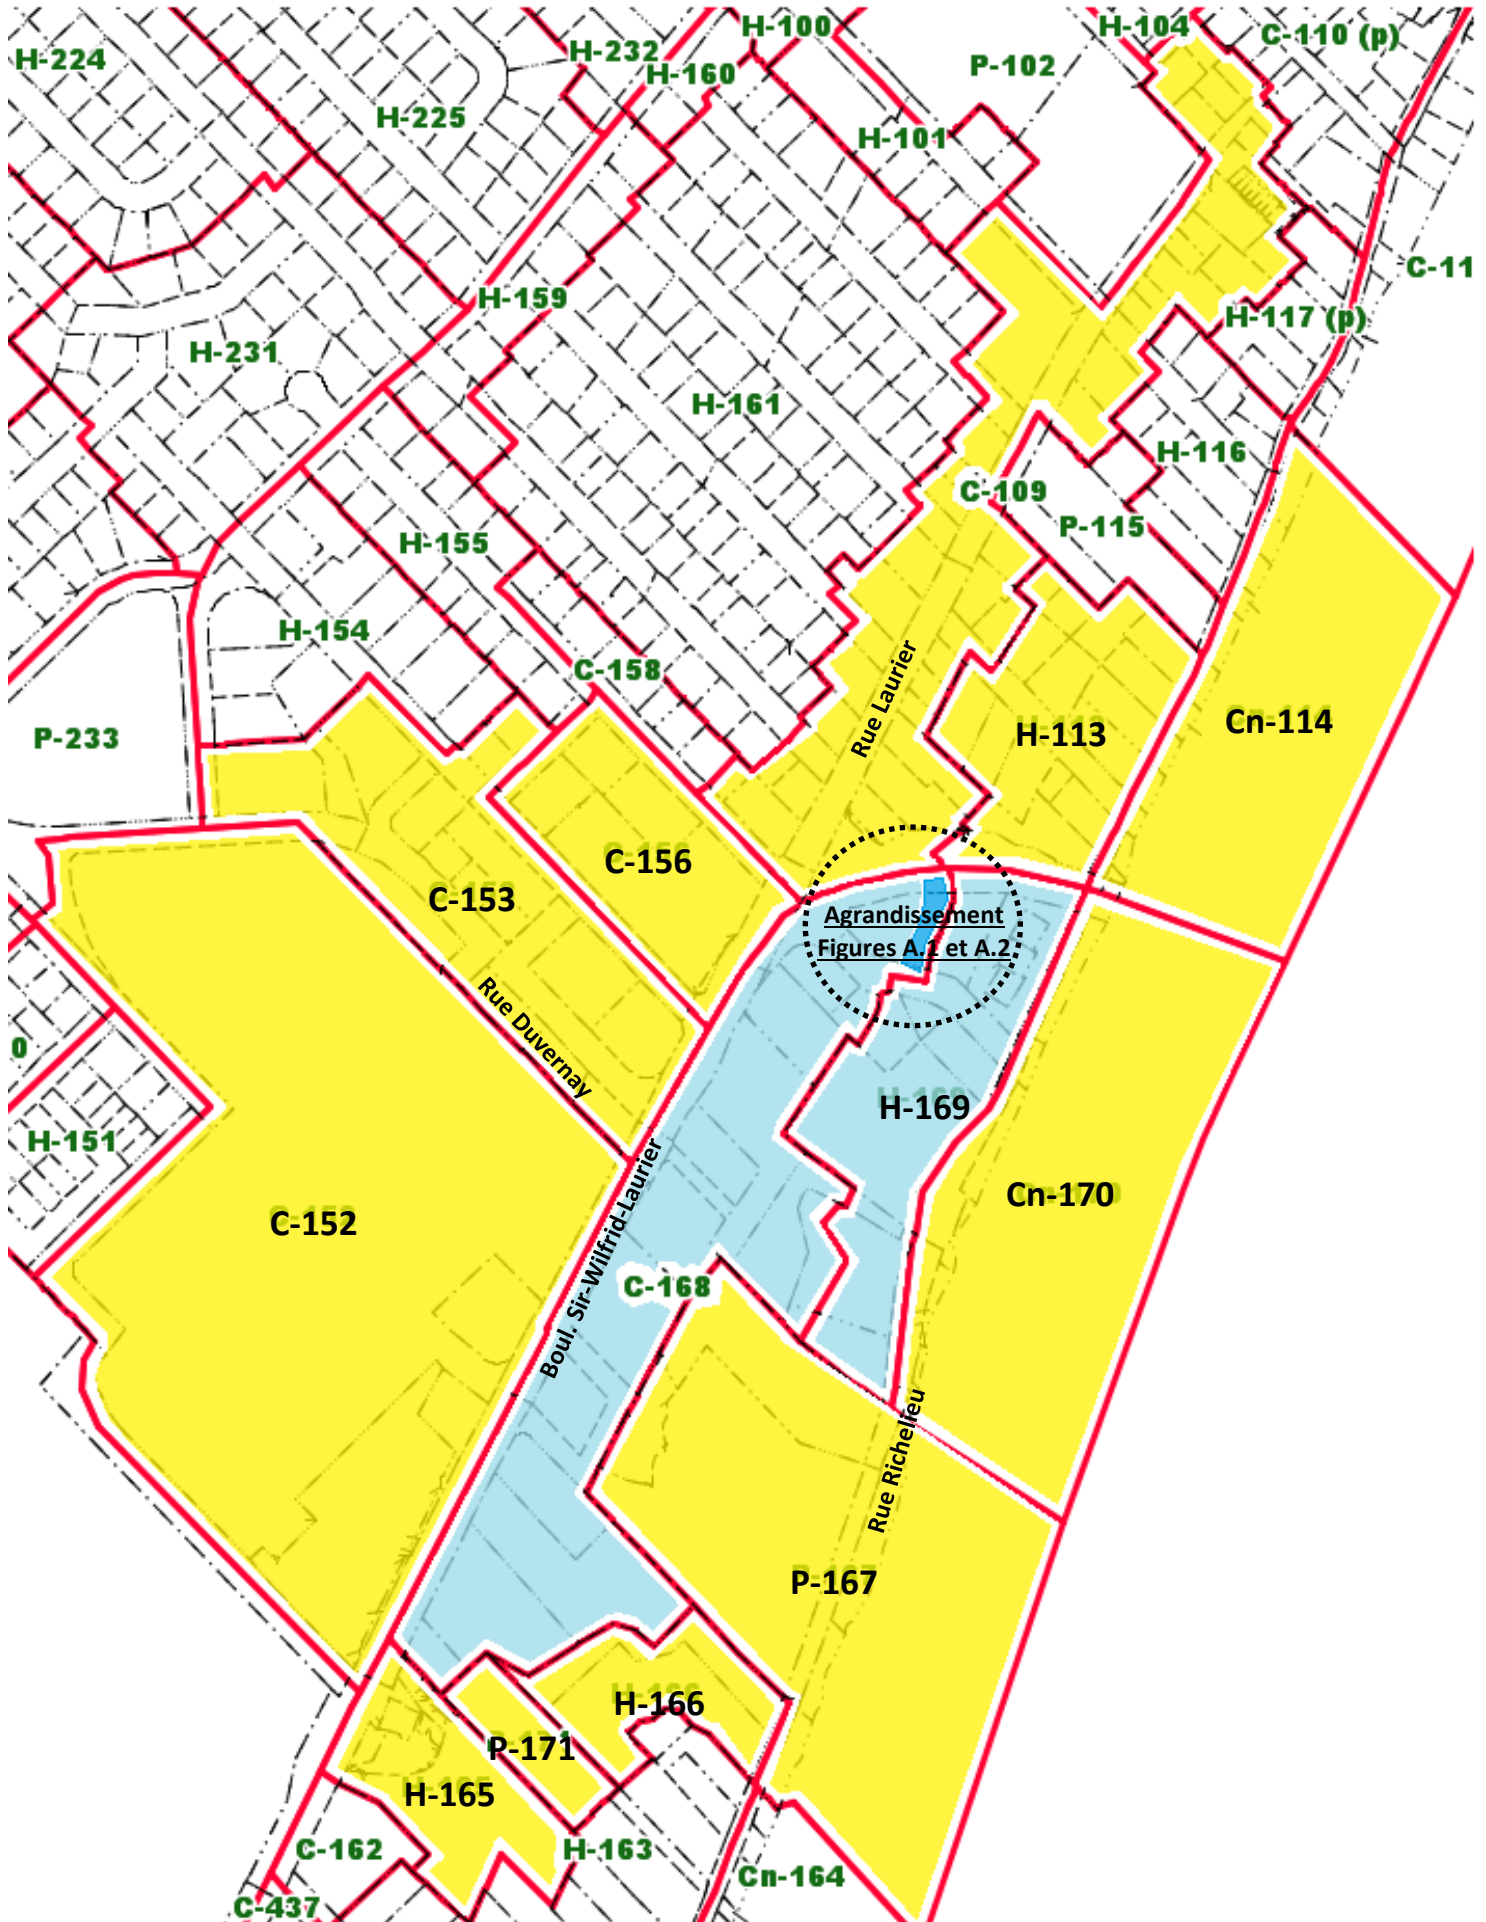 H-100
H-104
C-110 (p)
H-232
H-224
H-160
P-102
H-225
H-101
C-11
H-159
H-117 (p)
H-231
H-161
H-116
C-109
P-115
H-155
H-154
C-158
Rue Laurier
P-233
H-113
Cn-114
C-156
C-153
Agrandissement
Figures A.1 et A.2
Rue Duvernay
0
H-169
H-151
Cn-170
C-152
Boul. Sir-Wilfrid-Laurier
C-168
Rue Richelieu
P-167
H-166
P-171
H-165
C-162
H-163
Cn-164
C-437